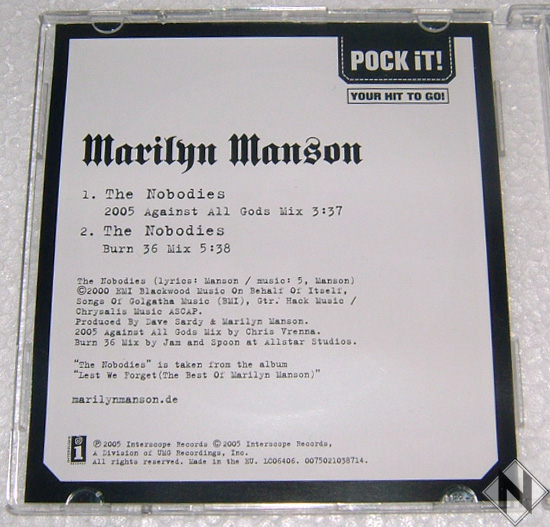 POCK iT!
YOUR HIT TO GO!
Marilyn Manson
1. The Nobodies
2005 Against All Gods Mix 3:37
2. The Nobodies
Burn 36 Mix 5:38
The Nobodies (lyrics: Manson / music: 5, Manson)
©2000 EMI Blackwood Music On Behalf Of Itself,
Songs Of Golgatha Music (BMI), Gtr. Hack Music /
Chrysalis Music ASCAP.
Produced By Dave Sardy & Marilyn Manson.
2005 Against All Gods Mix by Chris Vrenna.
Burn 36 Mix by Jam and Spoon at Allstar Studios.
"The Nobodies" is taken from the album
"Lest We Forget(The Best Of Marilyn Manson)"
marilynmanson.de
i
℗ 2005 Interscope Records © 2005 Interscope Records,
A Division of UMG Recordings, Inc.
All rights reserved. Made in the EU. LC06406. 0075021038714.
N